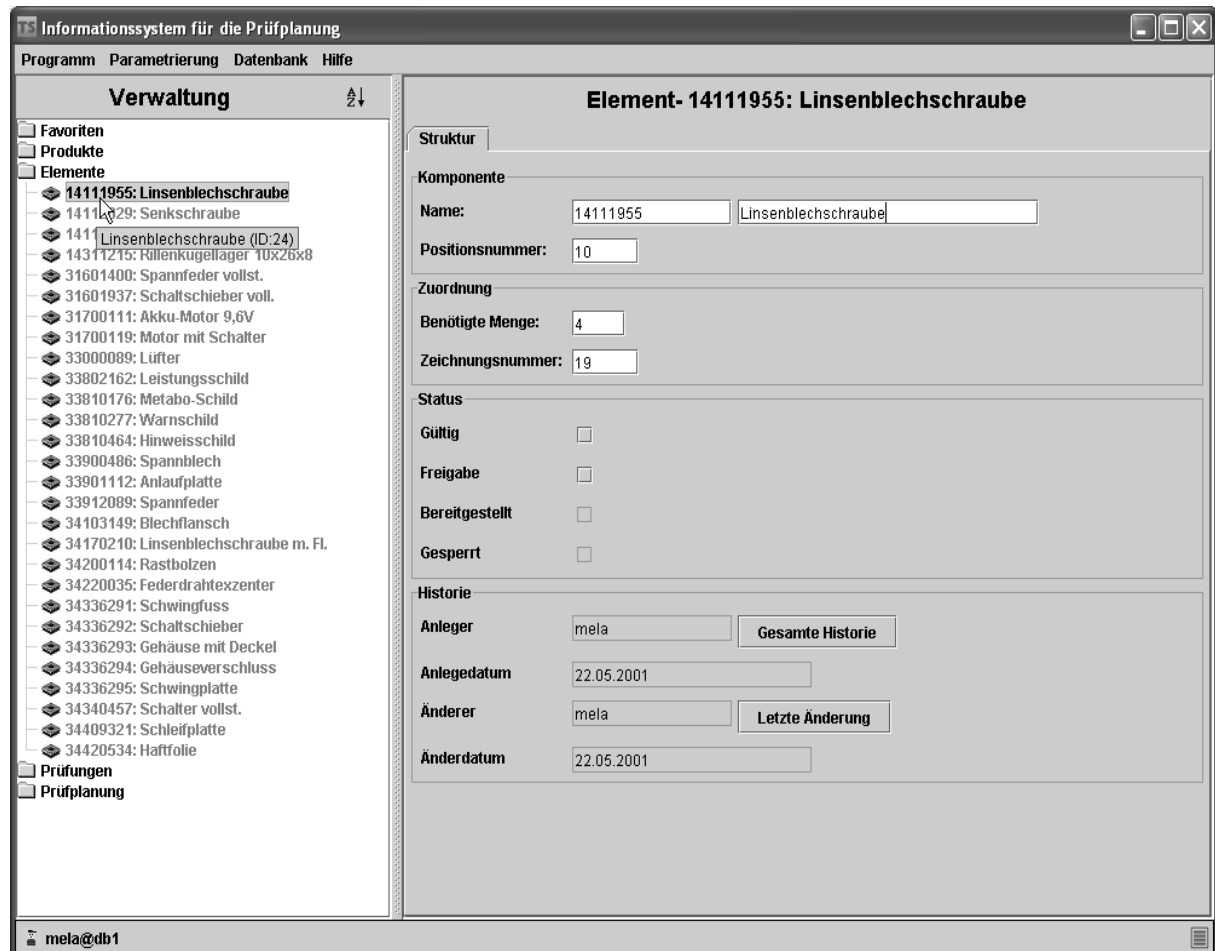 TS Informationssystem für die Prüfplanung
Programm Parametrierung Datenbank Hilfe
Verwaltung
Favoriten
Produkte
Elemente
14111955: Linsenblechschraube
1411 029: Senkschraube
1411
Linsenblechschraube (ID:24)
14311215: Rillenkugellager 10x26x8
31601400: Spannfeder vollst.
31601937: Schaltschieber voll.
31700111: Akku-Motor 9,6V
31700119: Motor mit Schalter
33000089: Lüfter
33802162: Leistungsschild
33810176: Metabo-Schild
33810277: Warnschild
33810464: Hinweisschild
33900486: Spannblech
33901112: Anlaufplatte
33912089: Spannfeder
34103149: Blechflansch
34170210: Linsenblechschraube m. Fl.
34200114: Rastbolzen
34220035: Federdrahtexzenter
34336291: Schwingfuss
34336292: Schaltschieber
34336293: Gehäuse mit Deckel
34336294: Gehäuseverschluss
34336295: Schwingplatte
34340457: Schalter vollst.
34409321: Schleifplatte
34420534: Haftfolie
Prüfungen
Prüfplanung
Element- 14111955: Linsenblechschraube
Struktur
Komponente
Name: 14111955 Linsenblechschraube
Positionsnummer: 10
Zuordnung
Benötigte Menge: 4
Zeichnungsnummer: 19
Status
Gültig
Freigabe
Bereitgestellt
Gesperrt
Historie
Anleger mela Gesamte Historie
Anlegedatum 22.05.2001
Änderer mela Letzte Änderung
Änderdatum 22.05.2001
mela@db1